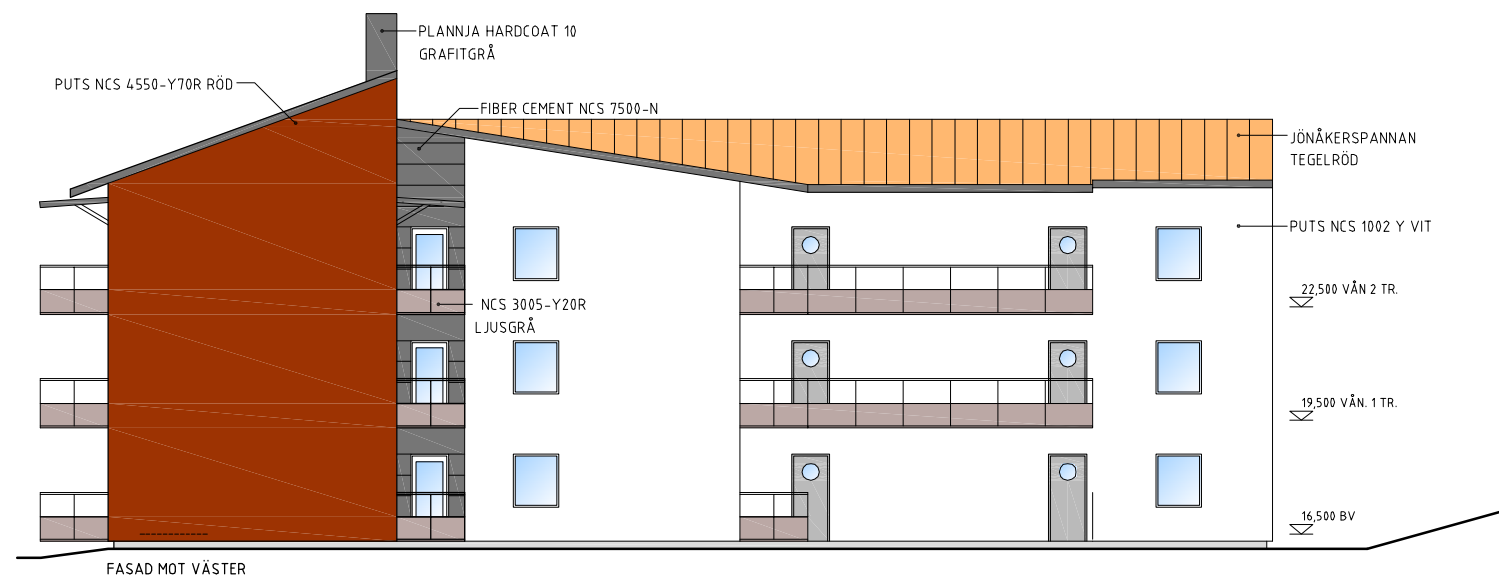 PLANNJA HARDCOAT 10
GRAFITGRÅ
PUTS NCS 4550-Y70R RÖD
FIBER CEMENT NCS 7500-N
JÖNÅKERSPANNAN
TEGELRÖD
PUTS NCS 1002 Y VIT
22,500 VÅN 2 TR.
NCS 3005-Y20R
LJUSGRÅ
19,500 VÅN. 1 TR.
16,500 BV
FASAD MOT VÄSTER